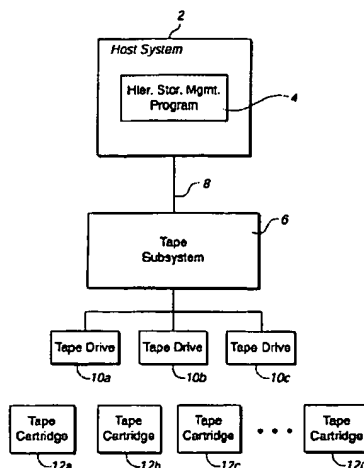 2
Host System
Hier. Stor. Mgmt.
Program
4
8
6
Tape
Subsystem
Tape Drive
Tape Drive
Tape Drive
10a
10b
10c
Tape
Cartridge
Tape
Cartridge
Tape
Cartridge
• • •
Tape
Cartridge
12a
12b
12c